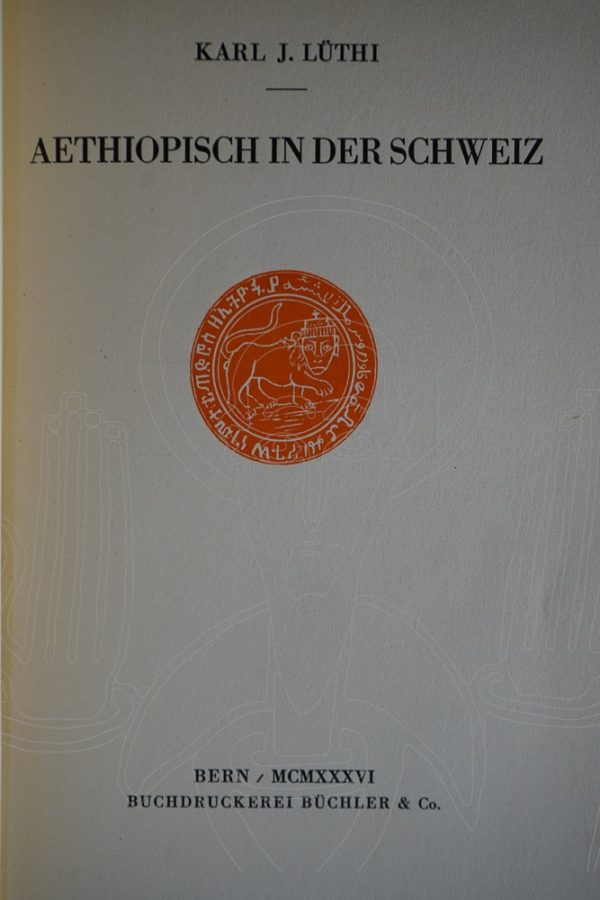 KARL J. LÜTHI
AETHIOPISCH IN DER SCHWEIZ
BERN / MCMXXXVI
BUCHDRUCKEREI BÜCHLER & Co.